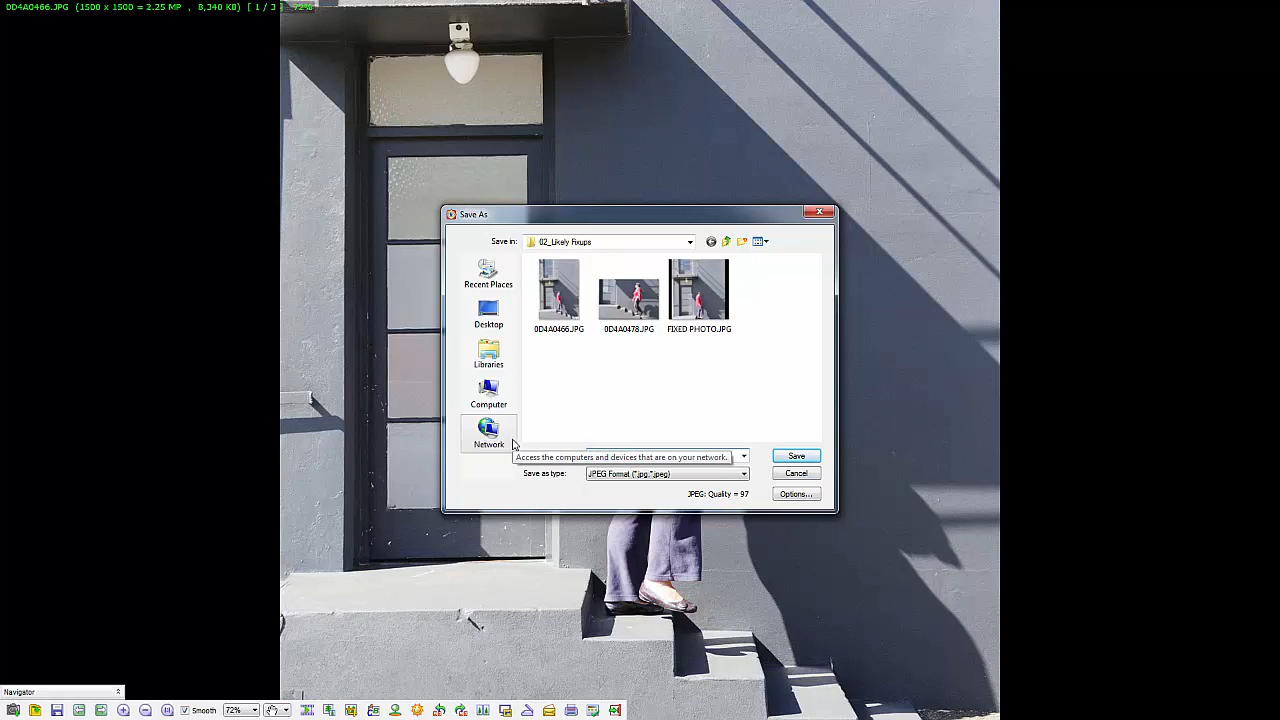 0D4A0466.JPG (1500 x 1500 = 2.25 MP , 8,340 KB) [ 1 / 3 ] 72%
Save As
Save in: 02_Likely Fixups
Recent Places
Desktop
Libraries
Computer
Network
0D4A0466.JPG
0D4A0478.JPG
FIXED PHOTO.JPG
Access the computers and devices that are on your network.
Save
Save as type: JPEG Format (*.jpg;*.jpeg)
Cancel
JPEG: Quality = 97
Options...
Navigator
Smooth
72%